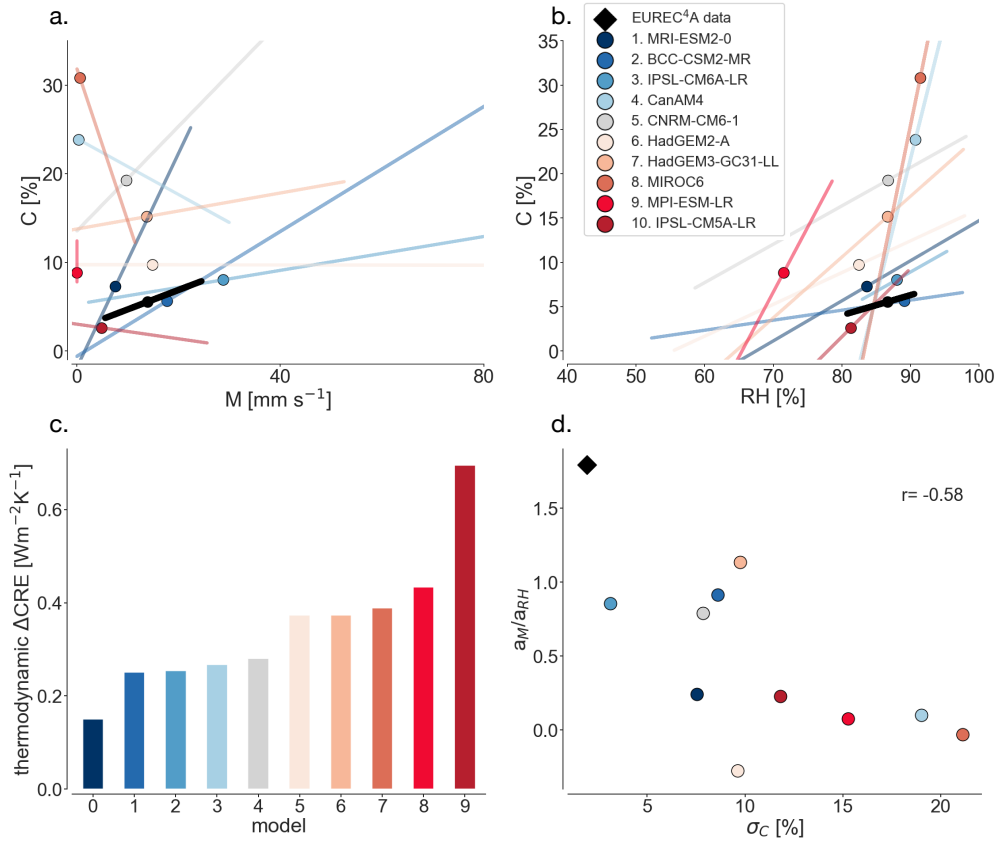 a.
C [%]
30
20
10
0
0
40
80
M [mm s⁻¹]
b.
EUREC⁴A data
1. MRI-ESM2-0
2. BCC-CSM2-MR
3. IPSL-CM6A-LR
4. CanAM4
5. CNRM-CM6-1
6. HadGEM2-A
7. HadGEM3-GC31-LL
8. MIROC6
9. MPI-ESM-LR
10. IPSL-CM5A-LR
C [%]
35
30
25
20
15
10
5
0
40
50
60
70
80
90
100
RH [%]
c.
thermodynamic ΔCRE [Wm⁻²K⁻¹]
0.6
0.4
0.2
0.0
0
1
2
3
4
5
6
7
8
9
model
d.
r= -0.58
a_M/a_RH
1.5
1.0
0.5
0.0
5
10
15
20
σ_C [%]